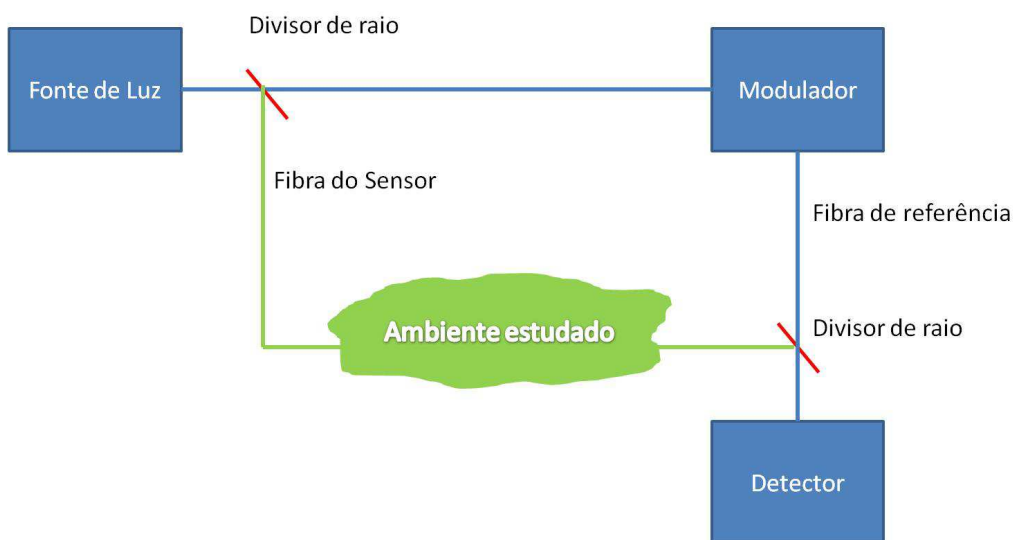 Divisor de raio
Fonte de Luz
Modulador
Fibra do Sensor
Fibra de referência
Divisor de raio
Ambiente estudado
Detector